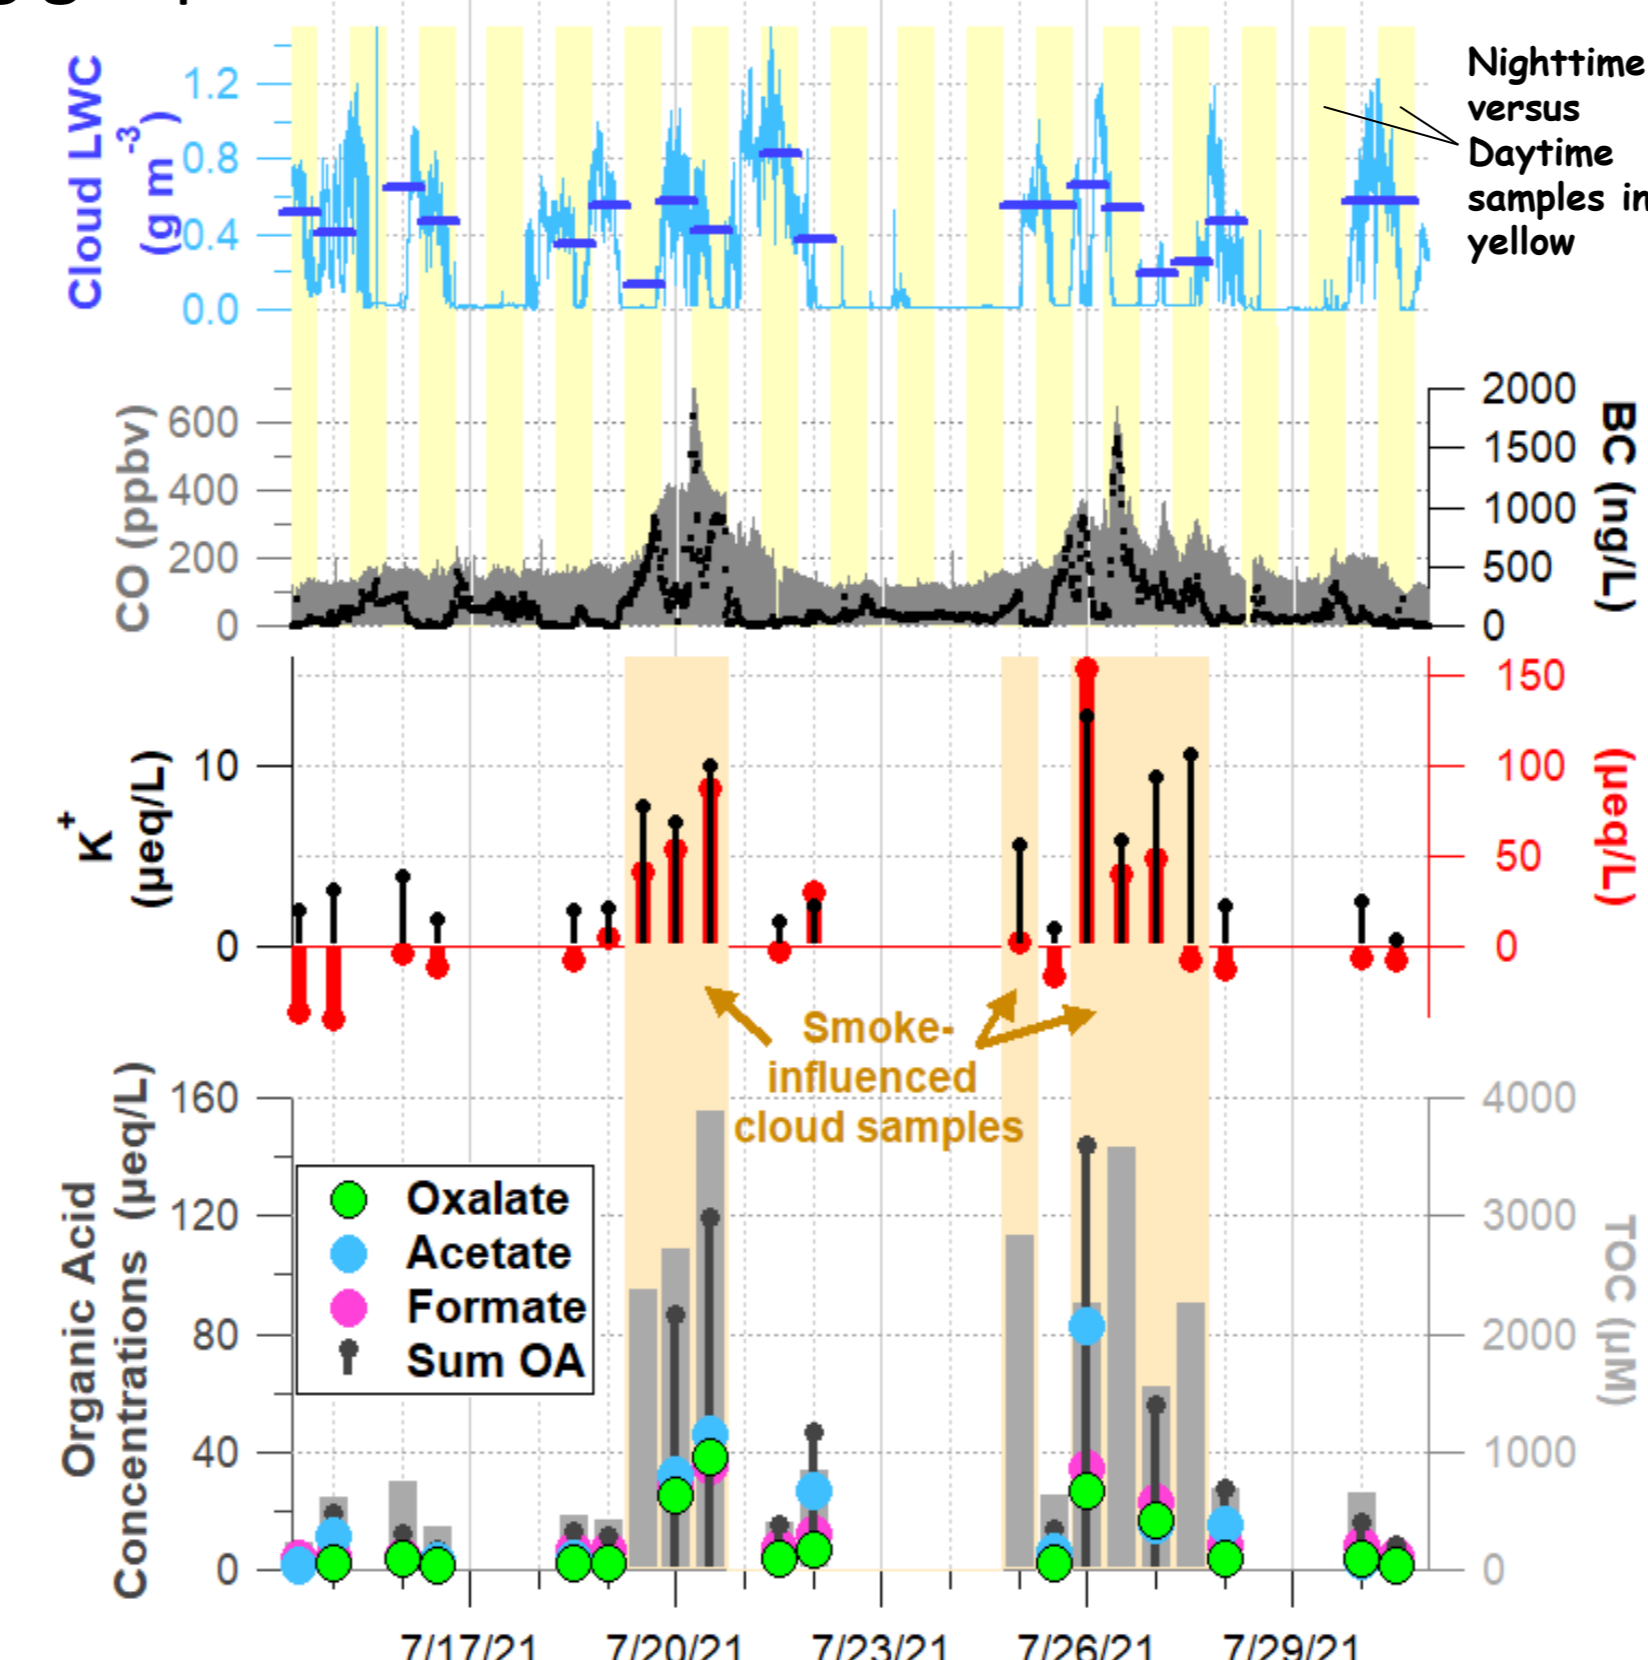 Cloud LWC
(g m-3)
1.2
0.8
0.4
0.0
Nighttime
versus
Daytime
samples in
yellow
CO (ppbv)
600
400
200
0
2000
1500
1000
500
0
BC (ng/L)
K+
(µeq/L)
10
0
150
100
50
0
(µeq/L)
Smoke-
influenced
cloud samples
Organic Acid
Concentrations (µeq/L)
160
120
80
40
0
Oxalate
Acetate
Formate
Sum OA
4000
3000
2000
1000
0
TOC (µM)
7/17/21
7/20/21
7/23/21
7/26/21
7/29/21